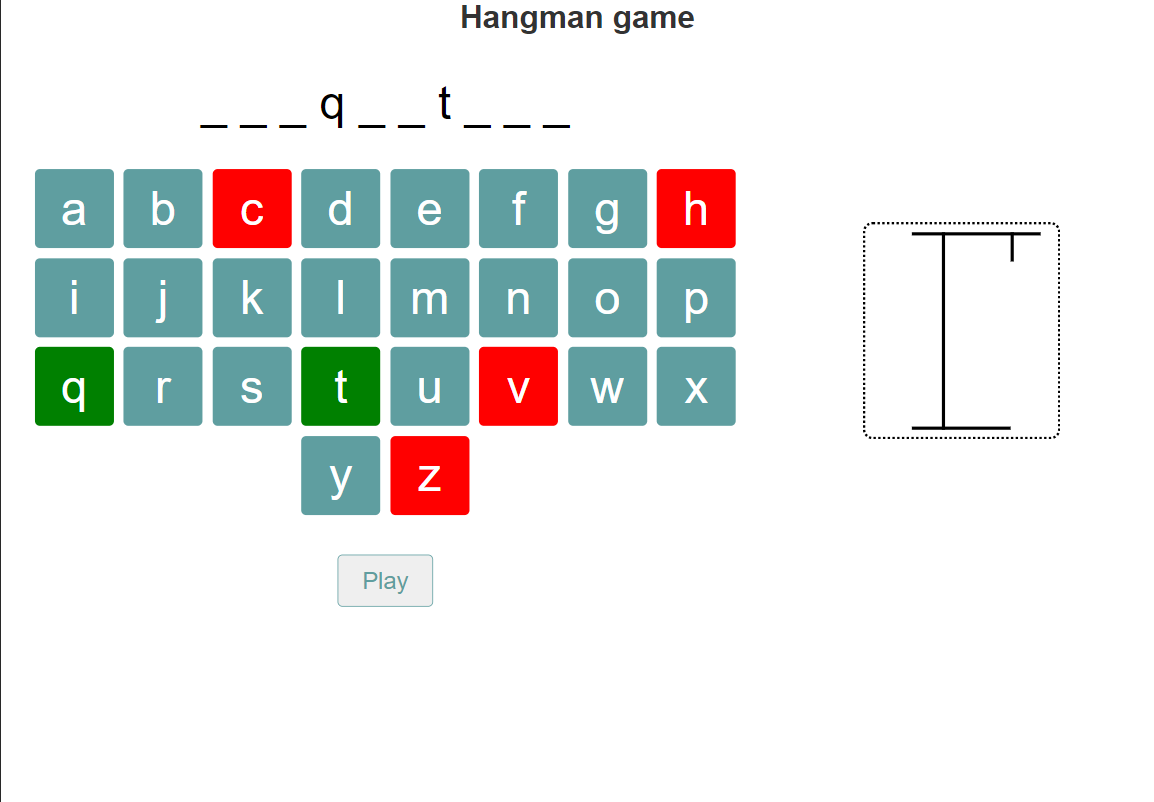 Hangman game
_ _ _ q _ _ t _ _ _
a b c d e f g h
i j k l m n o p
q r s t u v w x
y z
Play